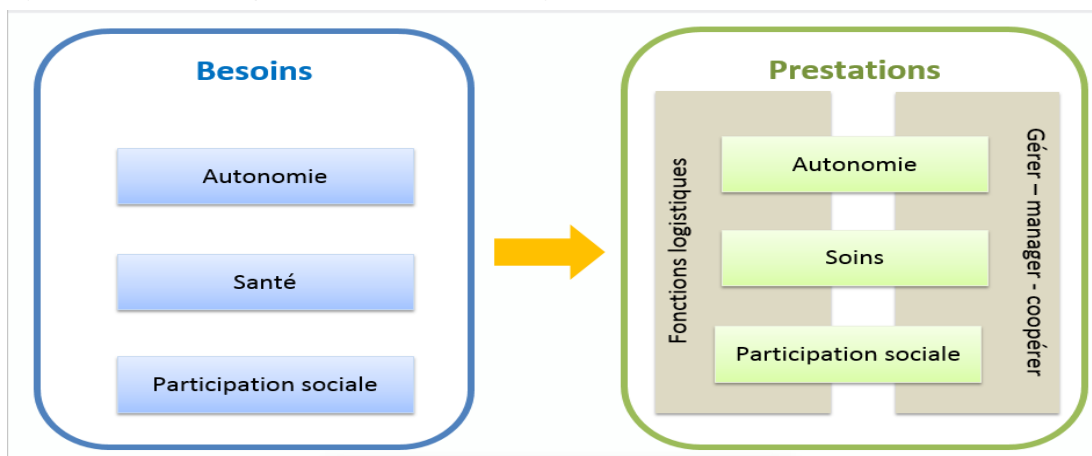 Besoins
Autonomie
Santé
Participation sociale
Prestations
Fonctions logistiques
Autonomie
Soins
Participation sociale
Gérer – manager - coopérer